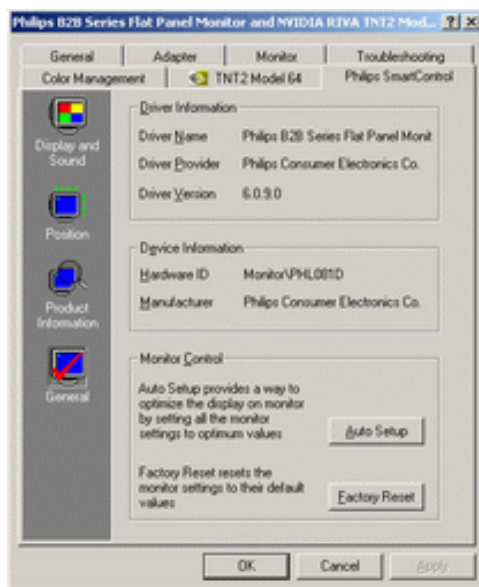 Philips B2B Series Flat Panel Monitor and NVIDIA RIVA TNT2 Mod...
General Adapter Monitor Troubleshooting
Color Management TNT2 Model 64 Philips SmartControl
Display and
Sound
Position
Product
Information
General
Driver Information
Driver Name Philips B2B Series Flat Panel Monit
Driver Provider Philips Consumer Electronics Co.
Driver Version 6.0.9.0
Device Information
Hardware ID Monitor\PHL081D
Manufacturer Philips Consumer Electronics Co.
Monitor Control
Auto Setup provides a way to
optimize the display on monitor
by setting all the monitor
settings to optimum values
Auto Setup
Factory Reset resets the
monitor settings to their default
values
Factory Reset
OK Cancel Apply